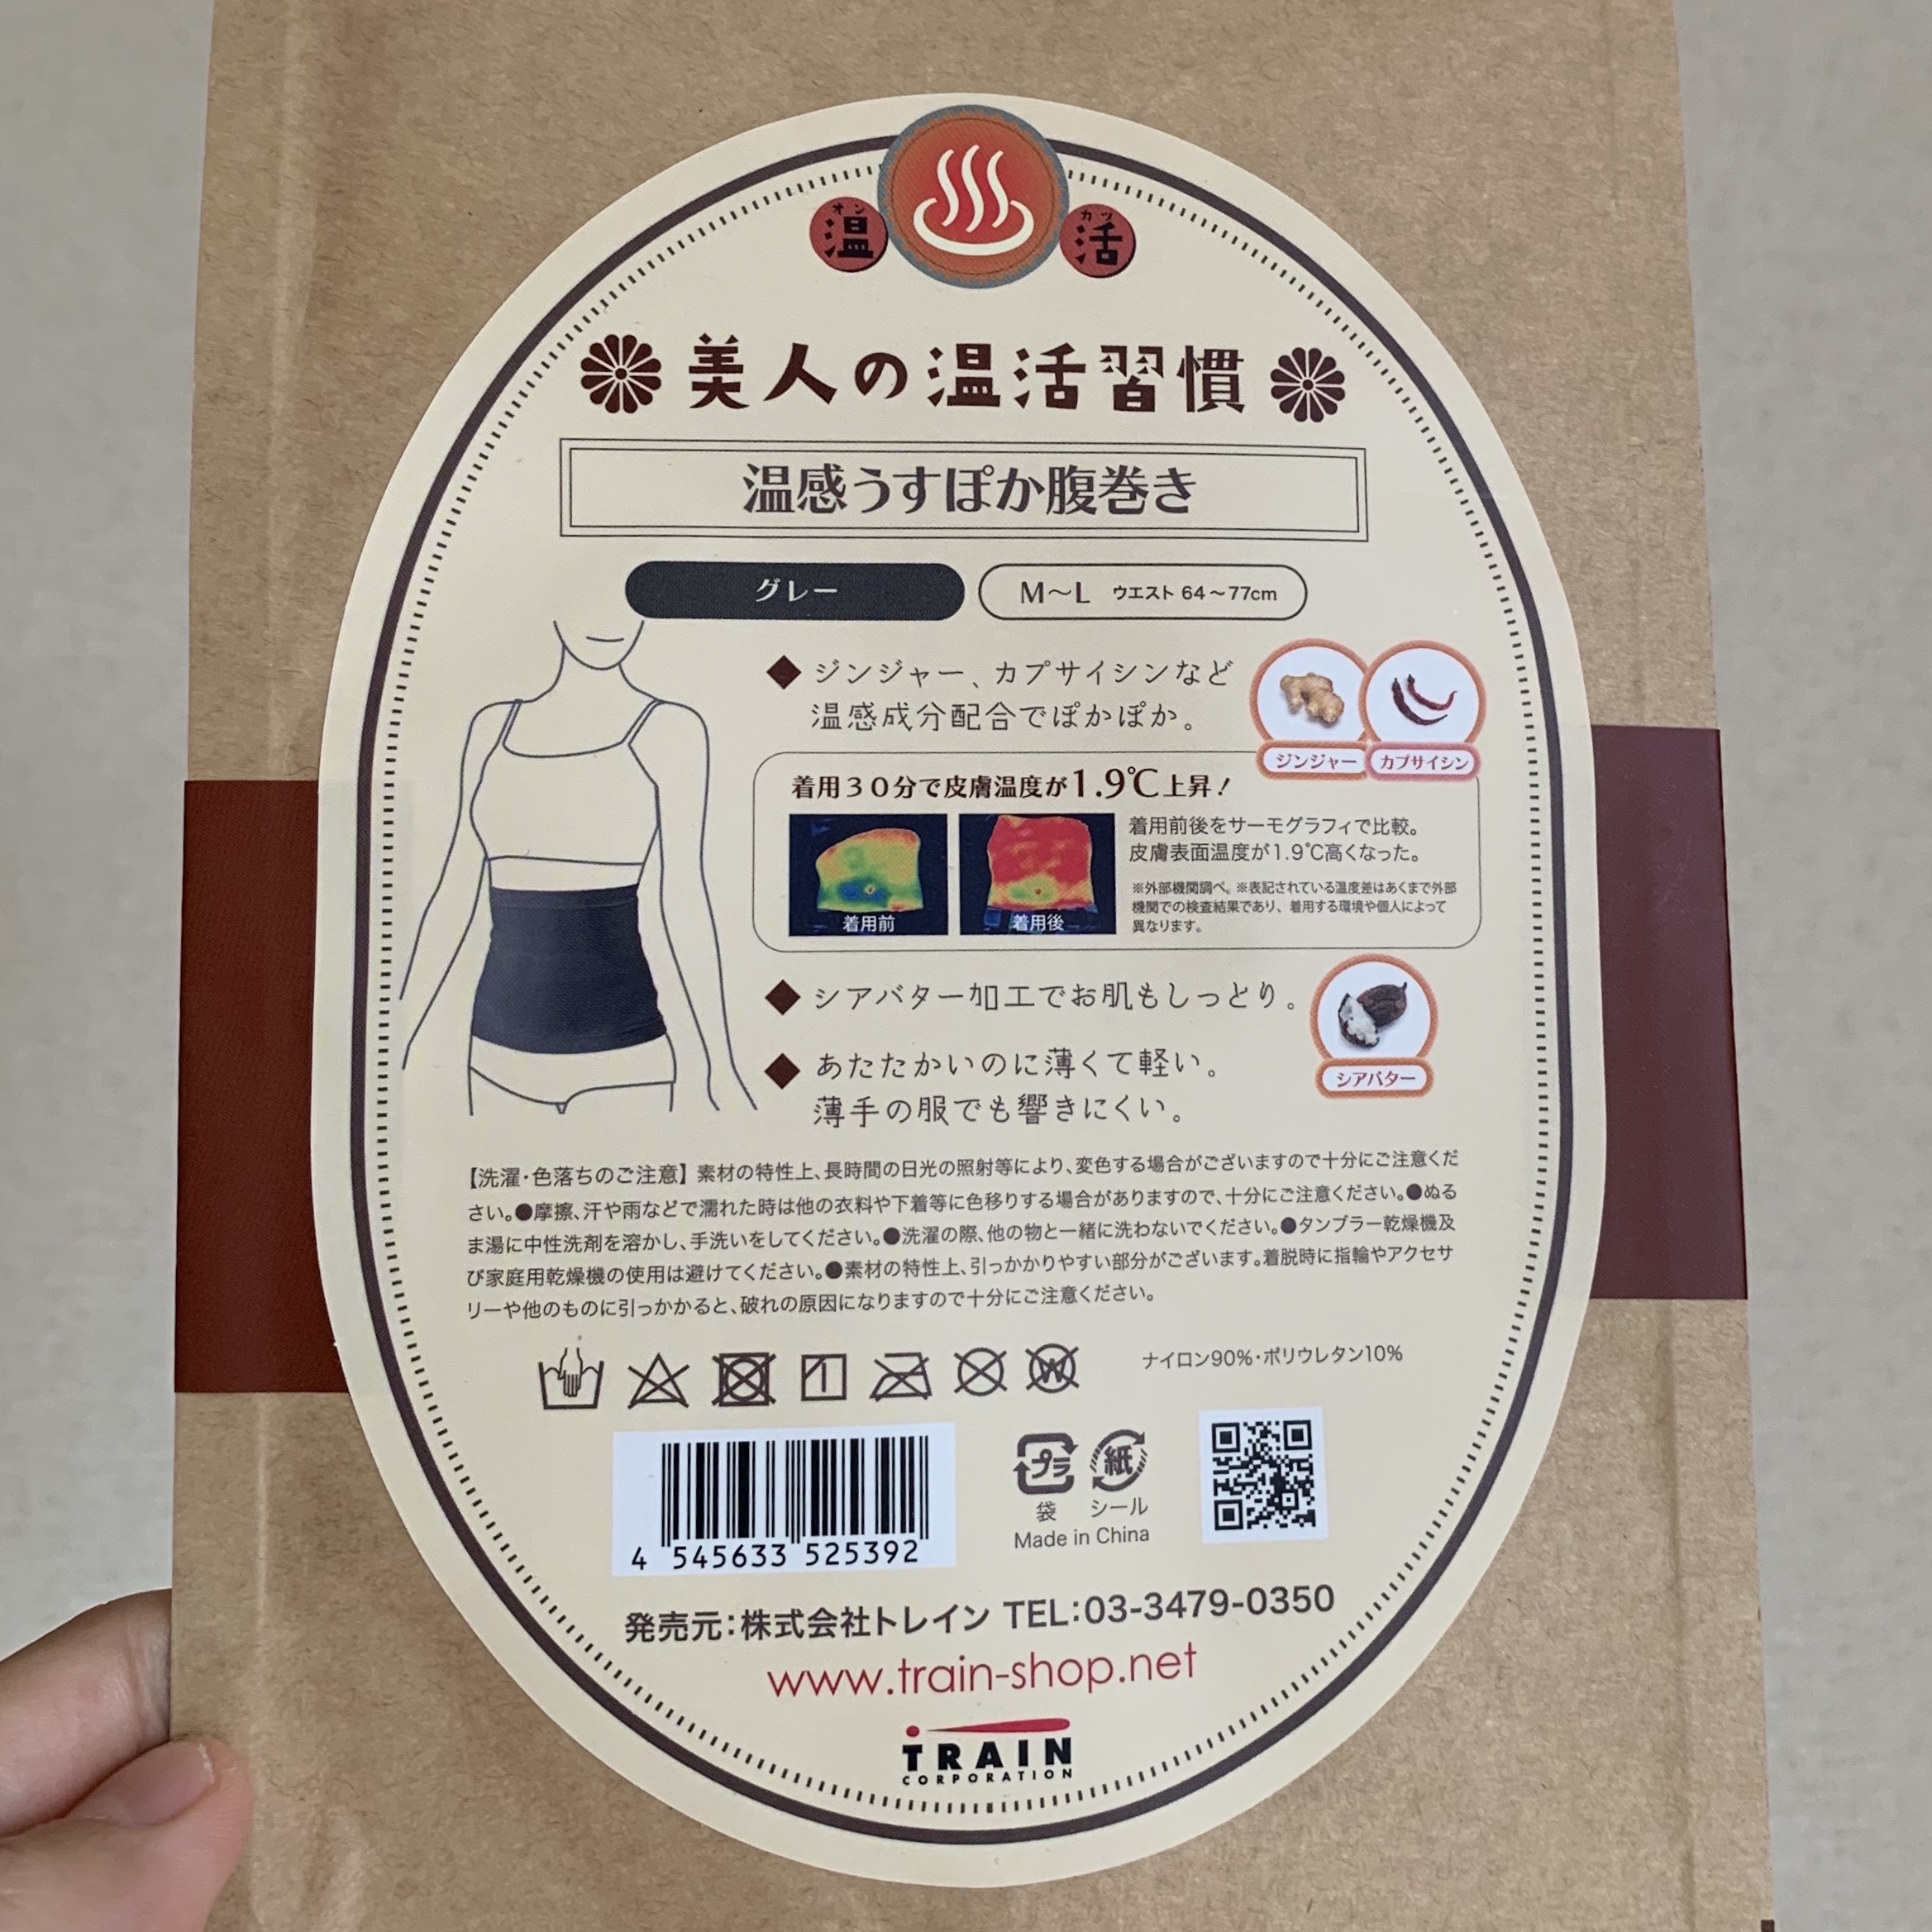 オン
温
カツ
活
美人の温活習慣
温感うすぽか腹巻き
グレー
M～L ウエスト 64～77cm
◆ジンジャー、カプサイシンなど
温感成分配合でぽかぽか。
ジンジャー
カプサイシン
着用30分で皮膚温度が1.9℃上昇！
着用前
着用後
着用前後をサーモグラフィで比較。
皮膚表面温度が1.9℃高くなった。
※外部機関調べ。※表記されている温度差はあくまで外部
機関での検査結果であり、着用する環境や個人によって
異なります。
◆シアバター加工でお肌もしっとり。
シアバター
◆あたたかいのに薄くて軽い。
薄手の服でも響きにくい。
【洗濯・色落ちのご注意】素材の特性上、長時間の日光の照射等により、変色する場合がございますので十分にご注意くだ
さい。●摩擦、汗や雨などで濡れた時は他の衣料や下着等に色移りする場合がありますので、十分にご注意ください。●ぬる
ま湯に中性洗剤を溶かし、手洗いをしてください。●洗濯の際、他の物と一緒に洗わないでください。●タンブラー乾燥機及
び家庭用乾燥機の使用は避けてください。●素材の特性上、引っかかりやすい部分がございます。着脱時に指輪やアクセサ
リーや他のものに引っかかると、破れの原因になりますので十分にご注意ください。
W
ナイロン90%・ポリウレタン10%
4 545633 525392
プラ 紙
袋 シール
Made in China
発売元：株式会社トレイン TEL：03-3479-0350
www.train-shop.net
TRAIN
CORPORATION